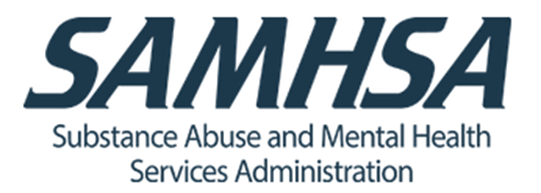 SAMHSA
Substance Abuse and Mental Health
Services Administration